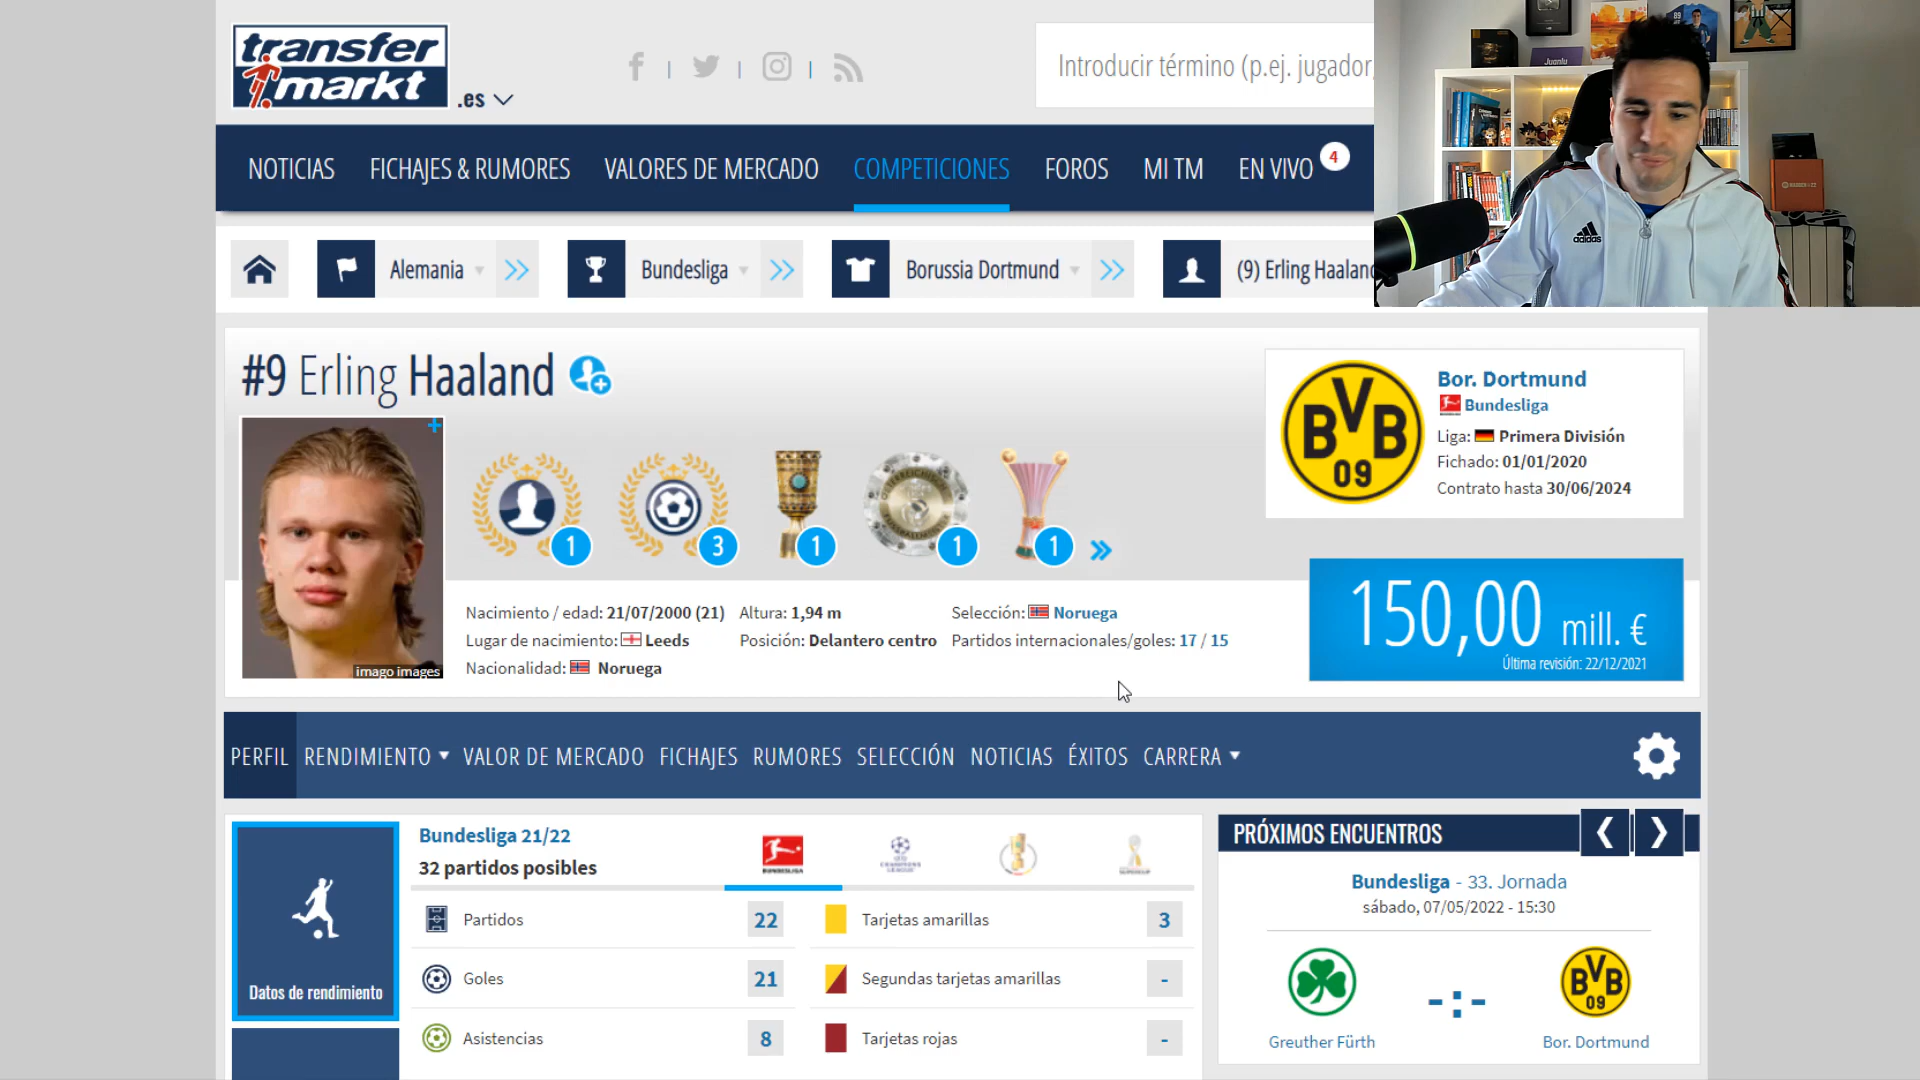 transfer
markt
.es
Introducir término (p.ej. jugador,
NOTICIAS FICHAJES & RUMORES VALORES DE MERCADO COMPETICIONES FOROS MI TM EN VIVO 4
Alemania Bundesliga Borussia Dortmund (9) Erling Haaland
#9 Erling Haaland
1 3 1 1 1
imago images
Nacimiento / edad: 21/07/2000 (21)
Lugar de nacimiento: Leeds
Nacionalidad: Noruega
Altura: 1,94 m
Posición: Delantero centro
Selección: Noruega
Partidos internacionales/goles: 17 / 15
BVB
09
Bor. Dortmund
Bundesliga
Liga: Primera División
Fichado: 01/01/2020
Contrato hasta 30/06/2024
150,00 mill. €
Última revisión: 22/12/2021
PERFIL RENDIMIENTO VALOR DE MERCADO FICHAJES RUMORES SELECCIÓN NOTICIAS ÉXITOS CARRERA
Datos de rendimiento
Bundesliga 21/22
32 partidos posibles
BUNDESLIGA
Partidos 22
Goles 21
Asistencias 8
Tarjetas amarillas 3
Segundas tarjetas amarillas -
Tarjetas rojas -
PRÓXIMOS ENCUENTROS
Bundesliga - 33. Jornada
sábado, 07/05/2022 - 15:30
-:-
BVB
09
Greuther Fürth
Bor. Dortmund
adidas
Juanlu